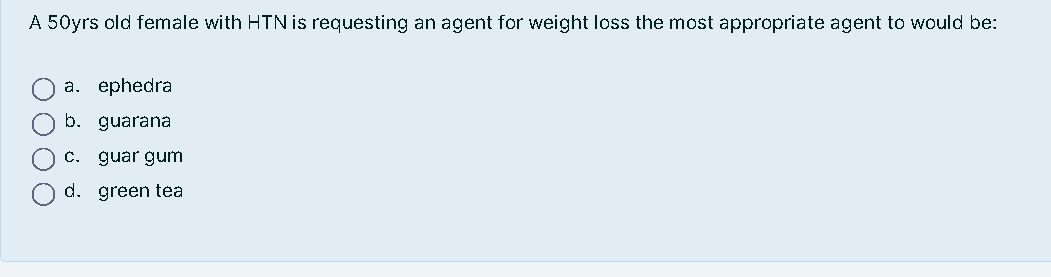 A 50yrs old female with HTN is requesting an agent for weight loss the most appropriate agent to would be:
a. ephedra
b. guarana
c. guar gum
d. green tea